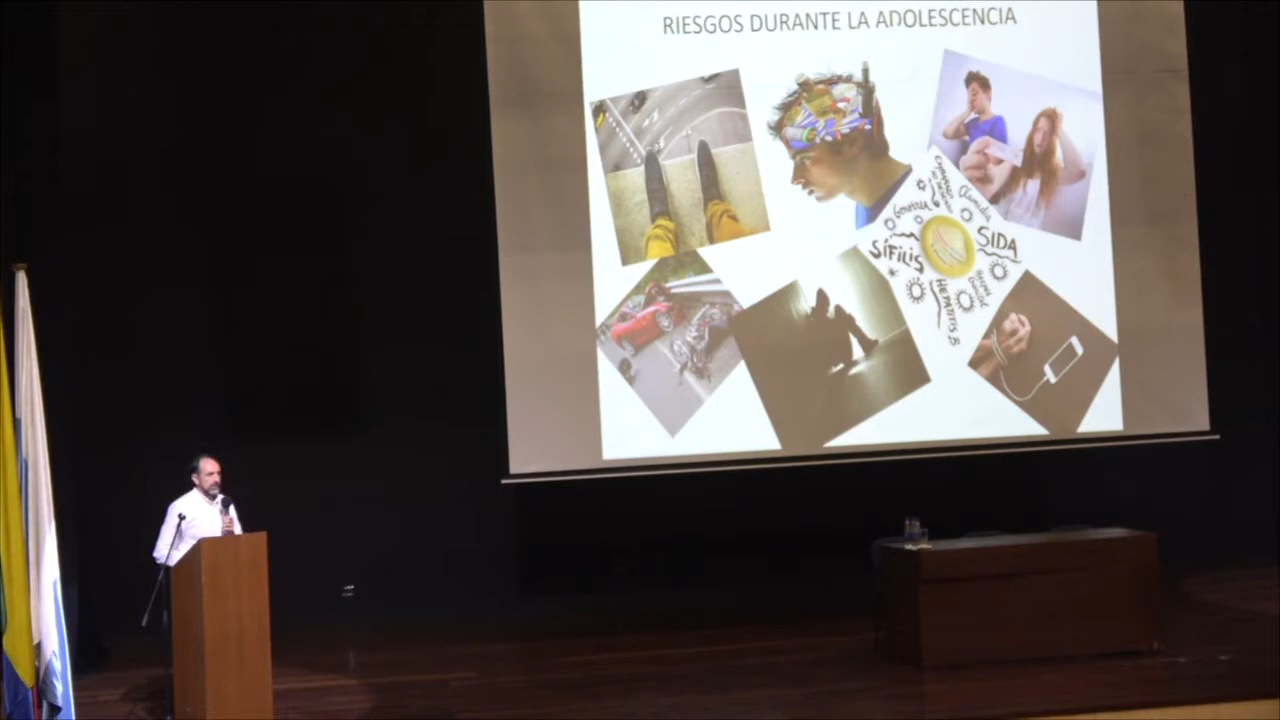 RIESGOS DURANTE LA ADOLESCENCIA
Clamidia
Gonorrea
SIDA
SÍFILIS
HEPATITIS B